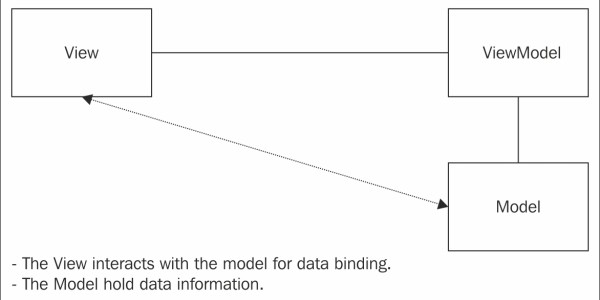 View
ViewModel
Model
- The View interacts with the model for data binding.
- The Model hold data information.